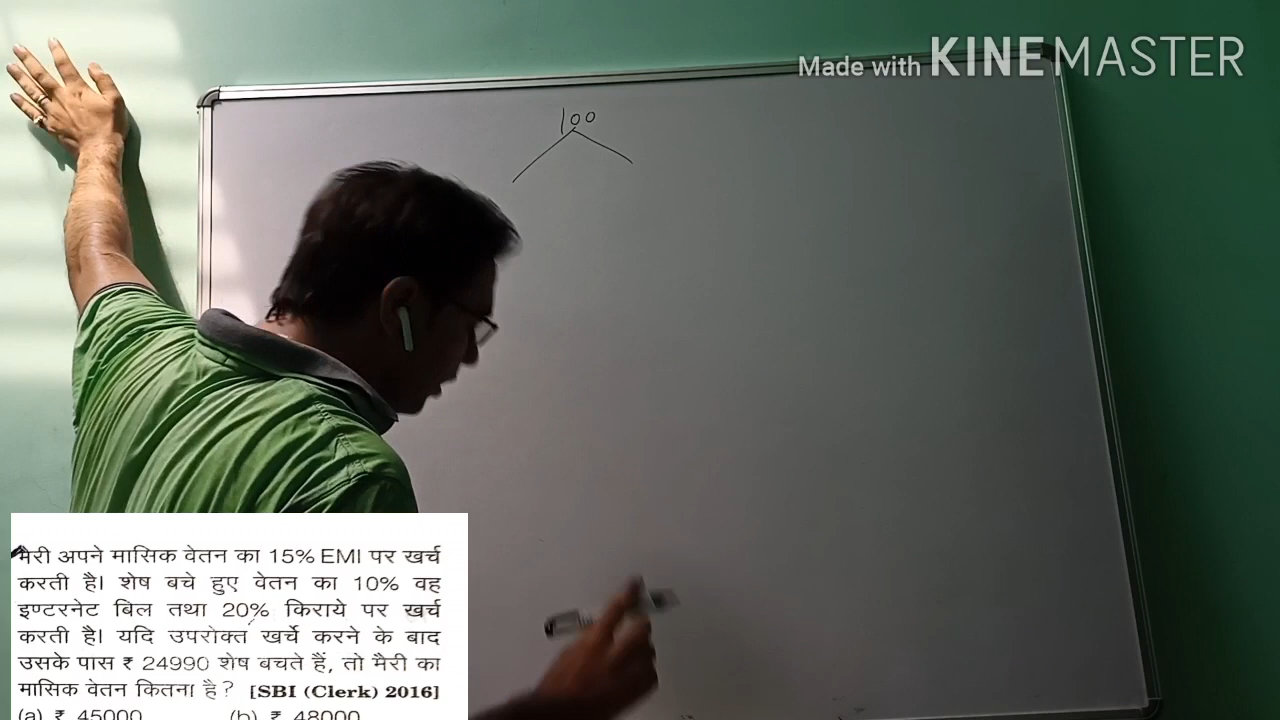 Made with KINEMASTER
100
मैरी अपने मासिक वेतन का 15% EMI पर खर्च
करती है। शेष बचे हुए वेतन का 10% वह
इण्टरनेट बिल तथा 20% किराये पर खर्च
करती है। यदि उपरोक्त खर्चे करने के बाद
उसके पास ₹ 24990 शेष बचते हैं, तो मैरी का
मासिक वेतन कितना है? [SBI (Clerk) 2016]
(a) ₹ 45000 (b) ₹ 48000